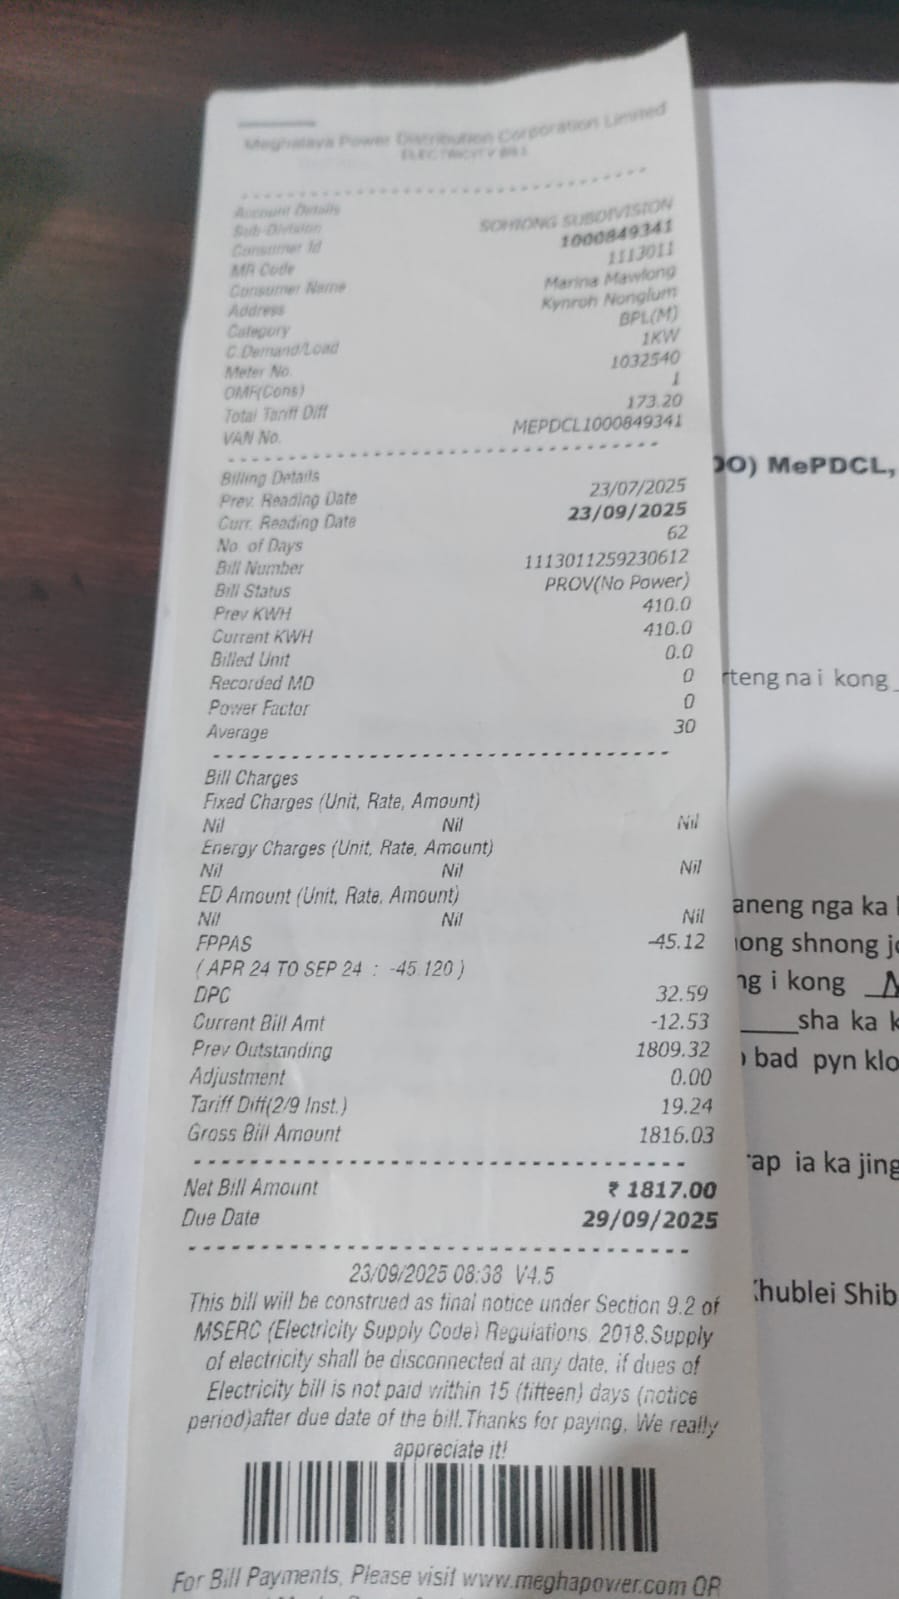 Meghalaya Power Distribution Corporation Limited
ELECTRICITY BILL
Account Details
Sub-Division SOHIONG SUBDIVISION
Consumer Id 1000849341
MR Code 1113011
Consumer Name Marina Mawlong
Address Kynroh Nonglum
Category BPL(M)
C.Demand/Load 1KW
Meter No. 1032540
OMF(Cons) 1
Total Tariff Diff 173.20
VAN No. MEPDCL1000849341
Billing Details
Prev. Reading Date 23/07/2025
Curr. Reading Date 23/09/2025
No. of Days 62
Bill Number 1113011259230612
Bill Status PROV(No Power)
Prev KWH 410.0
Current KWH 410.0
Billed Unit 0.0
Recorded MD 0
Power Factor 0
Average 30
Bill Charges
Fixed Charges (Unit, Rate, Amount)
Nil Nil Nil
Energy Charges (Unit, Rate, Amount)
Nil Nil Nil
ED Amount (Unit, Rate, Amount)
Nil Nil Nil
FPPAS -45.12
( APR 24 TO SEP 24 : -45.120 )
DPC 32.59
Current Bill Amt -12.53
Prev Outstanding 1809.32
Adjustment 0.00
Tariff Diff(2/9 Inst.) 19.24
Gross Bill Amount 1816.03
Net Bill Amount ₹ 1817.00
Due Date 29/09/2025
23/09/2025 08:38 V4.5
This bill will be construed as final notice under Section 9.2 of
MSERC (Electricity Supply Code) Regulations, 2018.Supply
of electricity shall be disconnected at any date, if dues of
Electricity bill is not paid within 15 (fifteen) days (notice
period)after due date of the bill.Thanks for paying, We really
appreciate it!
For Bill Payments, Please visit www.meghapower.com OR
DO) MePDCL,
rteng na i kong
aneng nga ka
ong shnong
ng i kong
sha ka
bad pyn klo
rap ia ka jing
Khublei Shib